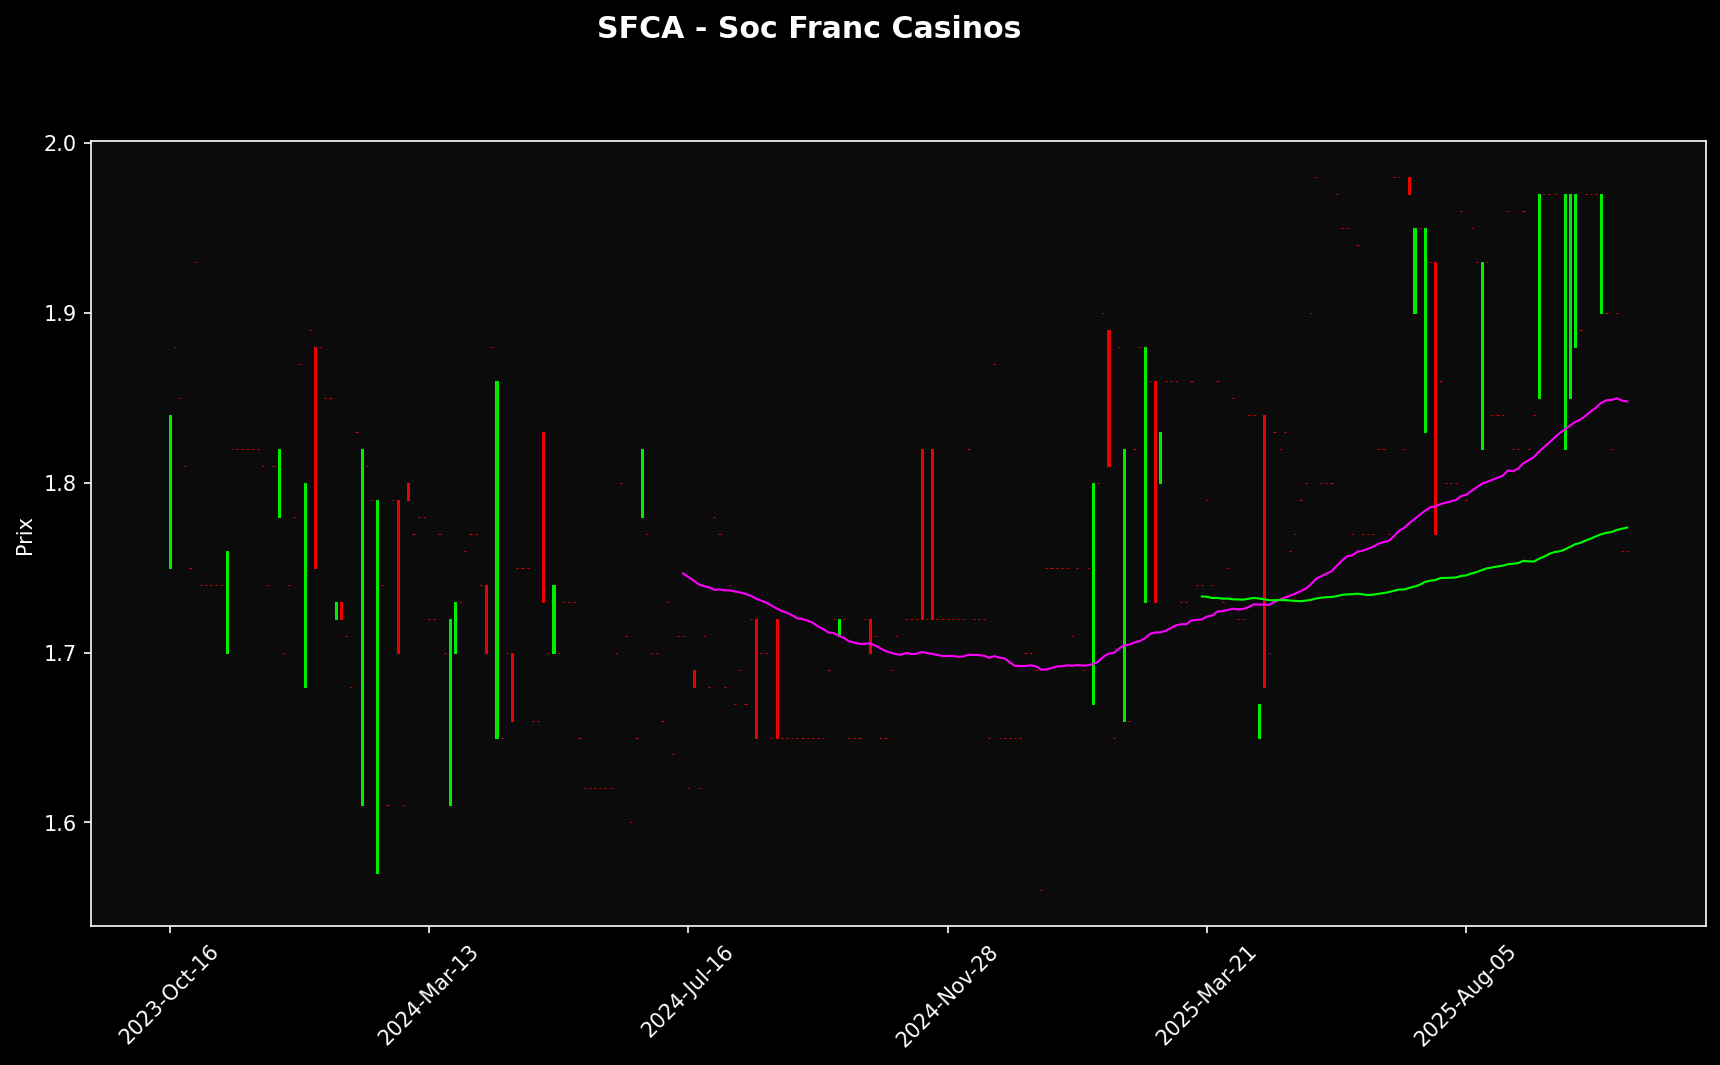 SFCA - Soc Franc Casinos
2.0
1.9
1.8
1.7
1.6
Prix
2023-Oct-16
2024-Mar-13
2024-Jul-16
2024-Nov-28
2025-Mar-21
2025-Aug-05